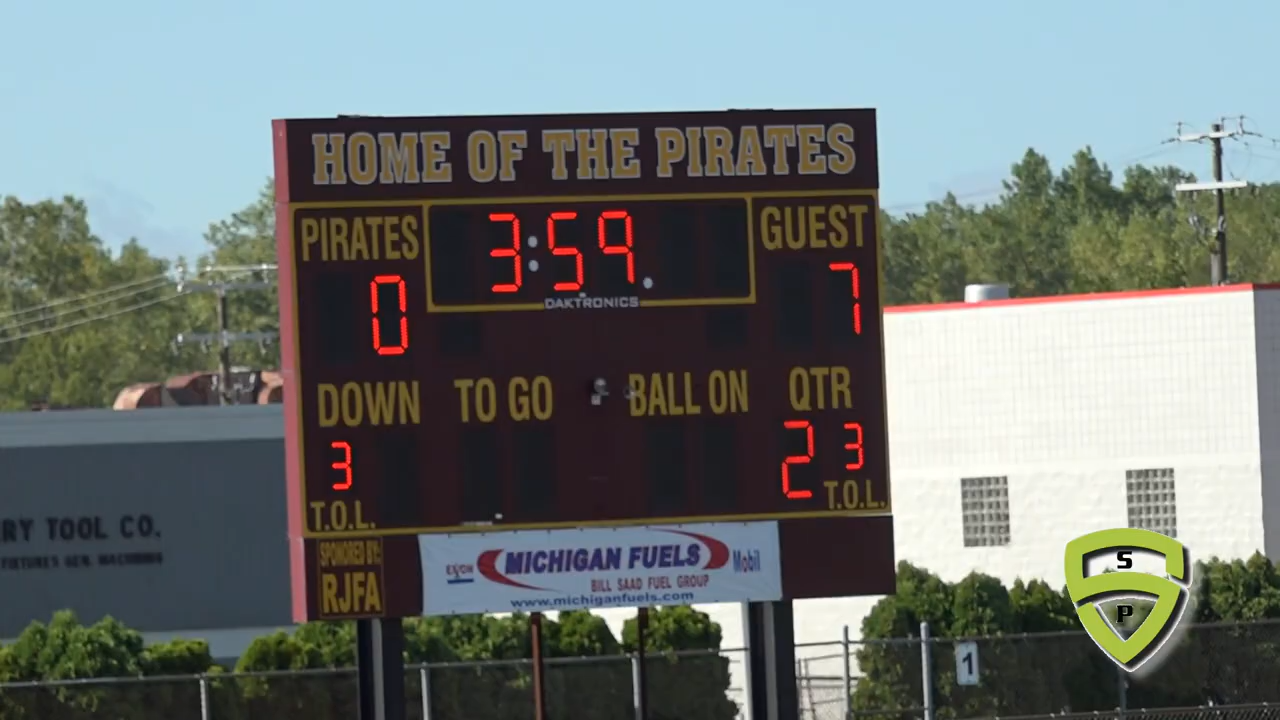 HOME OF THE PIRATES
PIRATES 3:59. GUEST
DAKTRONICS
0 7
DOWN TO GO BALL ON QTR
3 2 3
T.O.L. T.O.L.
SPONSORED BY:
RJFA
EXXON MICHIGAN FUELS Mobil
BILL SAAD FUEL GROUP
www.michiganfuels.com
RY TOOL CO.
1
S
P